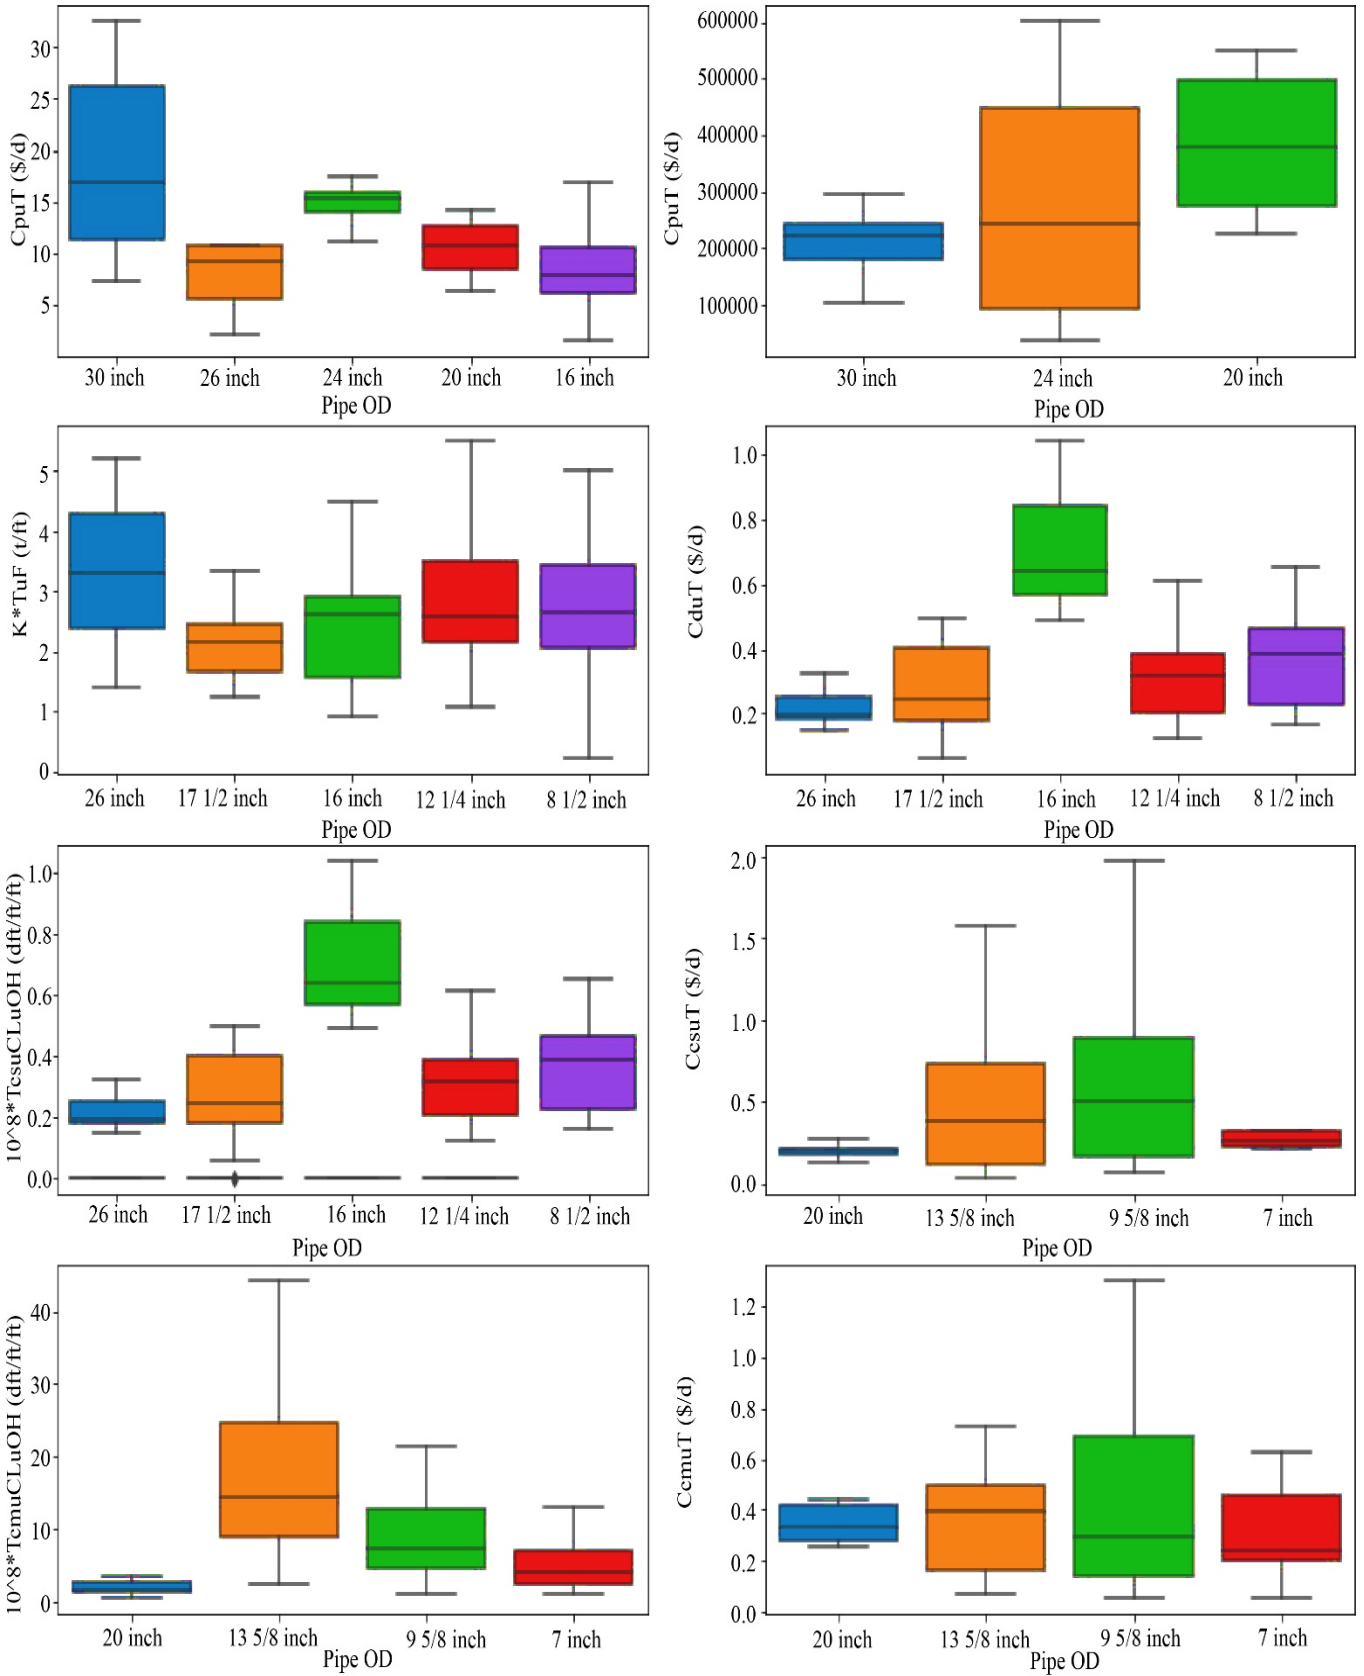 CpuT ($/d)
30
25
20
15
10
5
30 inch 26 inch 24 inch 20 inch 16 inch
Pipe OD
CpuT ($/d)
600000
500000
400000
300000
200000
100000
30 inch 24 inch 20 inch
Pipe OD
K*TuF (t/ft)
5
4
3
2
1
0
26 inch 17 1/2 inch 16 inch 12 1/4 inch 8 1/2 inch
Pipe OD
CduT ($/d)
1.0
0.8
0.6
0.4
0.2
26 inch 17 1/2 inch 16 inch 12 1/4 inch 8 1/2 inch
Pipe OD
10^8*TcsuCLuOH (dft/ft/ft)
1.0
0.8
0.6
0.4
0.2
0.0
26 inch 17 1/2 inch 16 inch 12 1/4 inch 8 1/2 inch
Pipe OD
CcsuT ($/d)
2.0
1.5
1.0
0.5
0.0
20 inch 13 5/8 inch 9 5/8 inch 7 inch
Pipe OD
10^8*TcmuCLuOH (dft/ft/ft)
40
30
20
10
0
20 inch 13 5/8 inch 9 5/8 inch 7 inch
Pipe OD
CcmuT ($/d)
1.2
1.0
0.8
0.6
0.4
0.2
0.0
20 inch 13 5/8 inch 9 5/8 inch 7 inch
Pipe OD